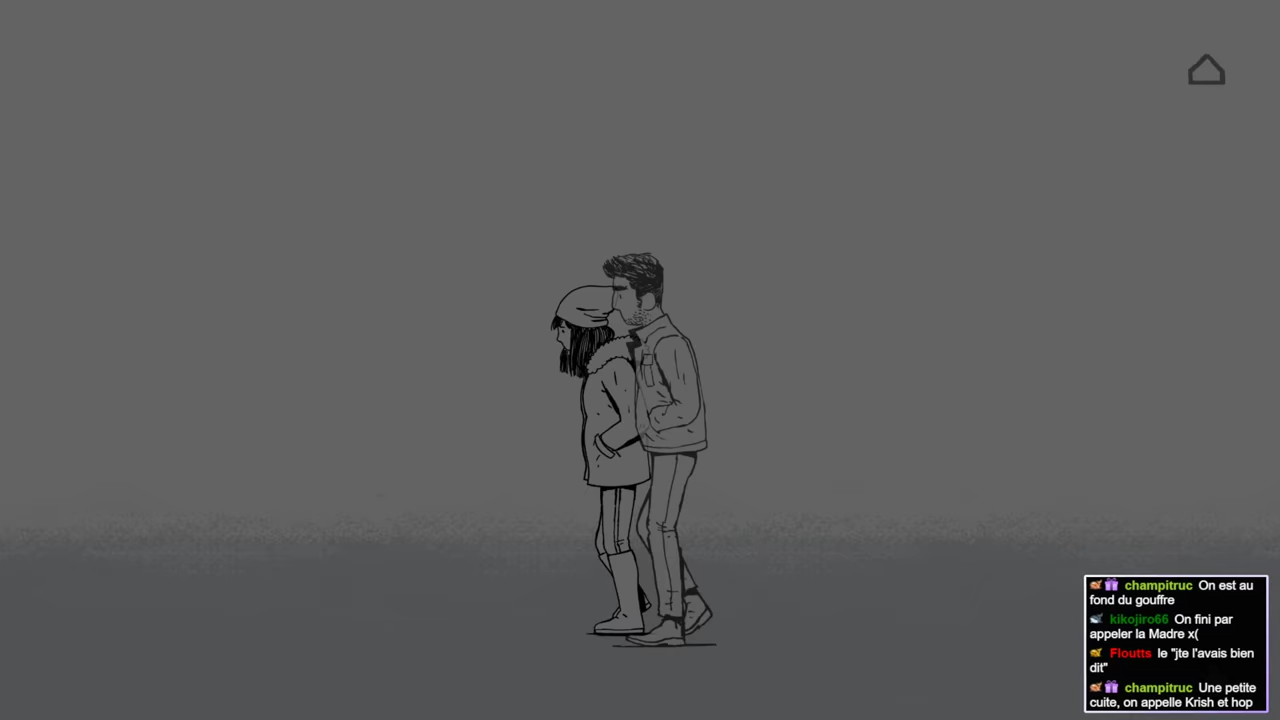 champitruc On est au
fond du gouffre
kikojiro66 On fini par
appeler la Madre x(
Floutts le "jte l'avais bien
dit"
champitruc Une petite
cuite, on appelle Krish et hop